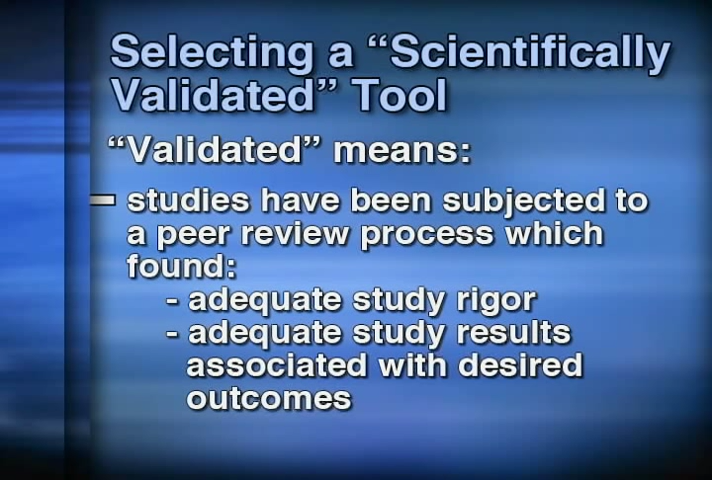 Selecting a “Scientifically
Validated” Tool
“Validated” means:
– studies have been subjected to
a peer review process which
found:
- adequate study rigor
- adequate study results
associated with desired
outcomes